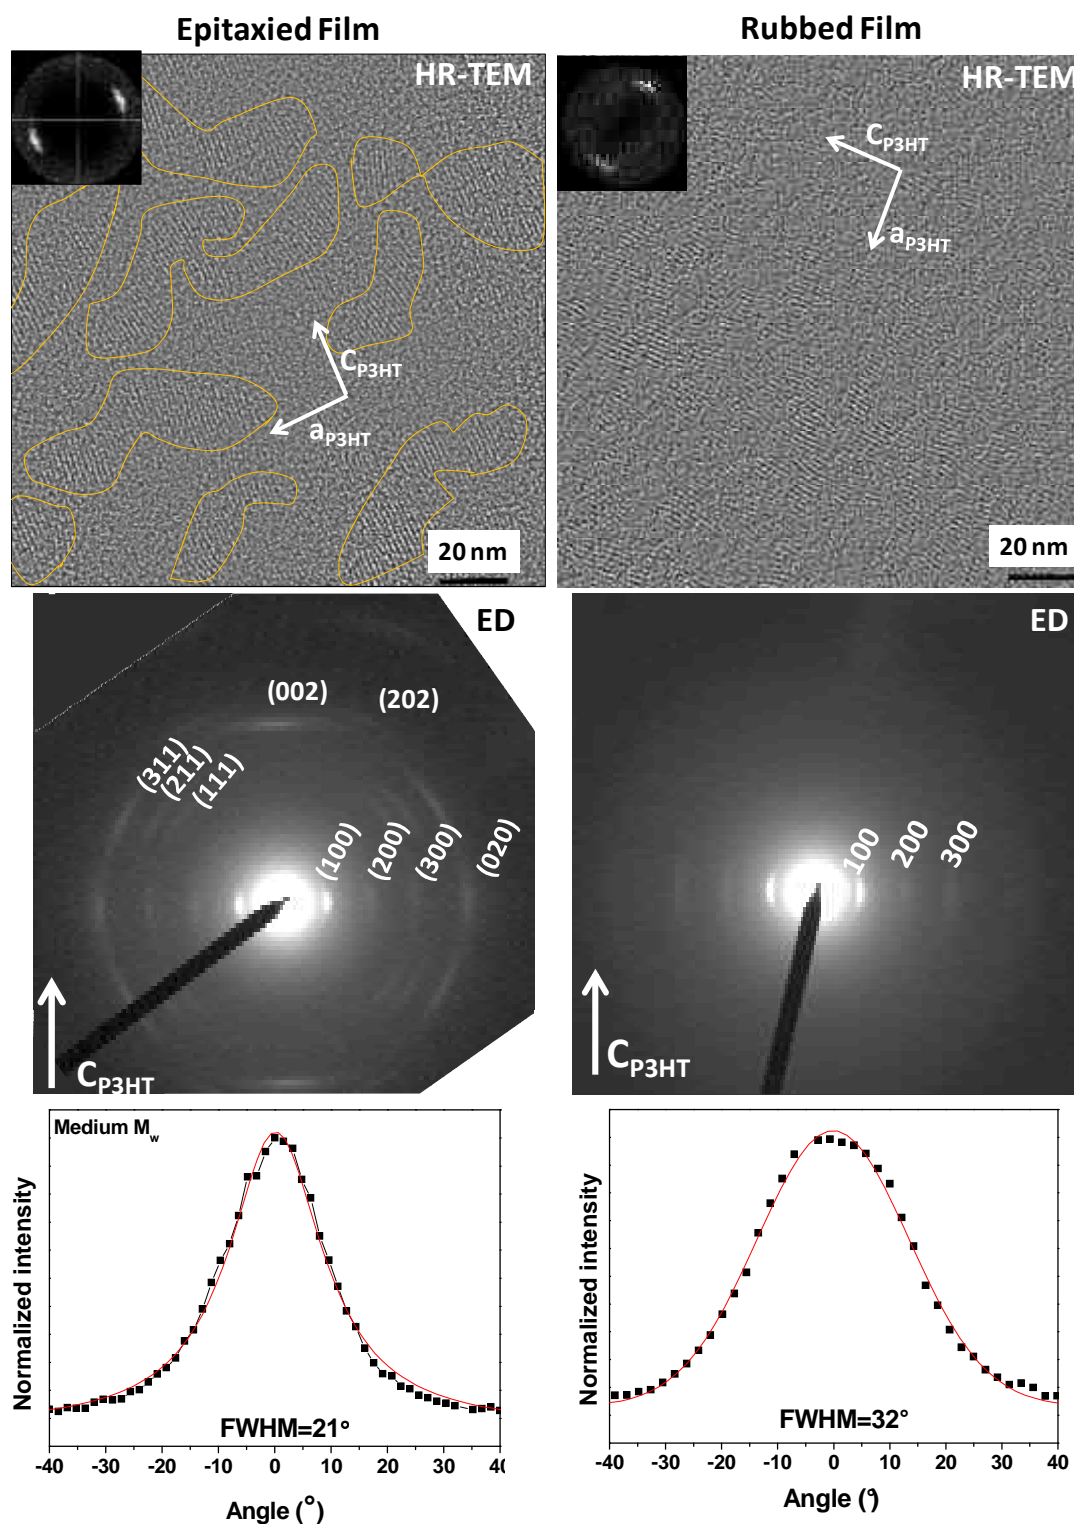 Epitaxied Film
Rubbed Film
HR-TEM
HR-TEM
CP3HT
aP3HT
CP3HT
aP3HT
20 nm
20 nm
ED
ED
(002)
(202)
(311)
(211)
(111)
(100)
(200)
(300)
(020)
100
200
300
CP3HT
CP3HT
Medium Mw
Normalized intensity
FWHM=21°
-40 -30 -20 -10 0 10 20 30 40
Angle (°)
Normalized intensity
FWHM=32°
-40 -30 -20 -10 0 10 20 30 40
Angle (°)